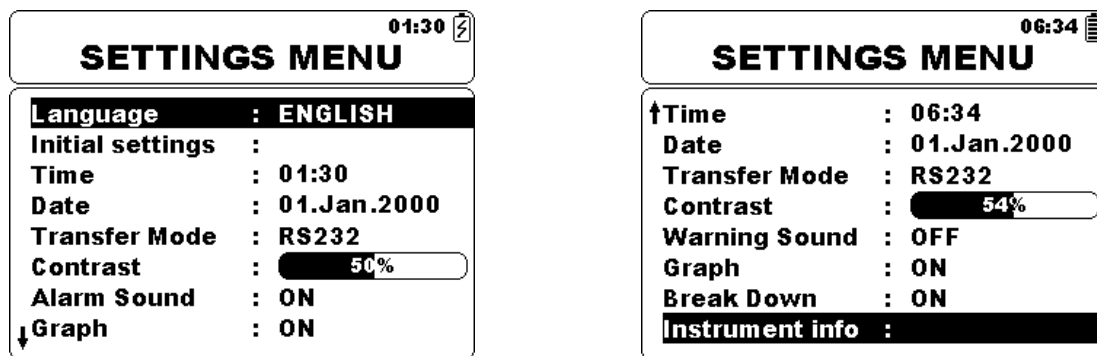 01:30
SETTINGS MENU
Language : ENGLISH
Initial settings :
Time : 01:30
Date : 01.Jan.2000
Transfer Mode : RS232
Contrast : 50%
Alarm Sound : ON
Graph : ON
06:34
SETTINGS MENU
Time : 06:34
Date : 01.Jan.2000
Transfer Mode : RS232
Contrast : 54%
Warning Sound : OFF
Graph : ON
Break Down : ON
Instrument info :